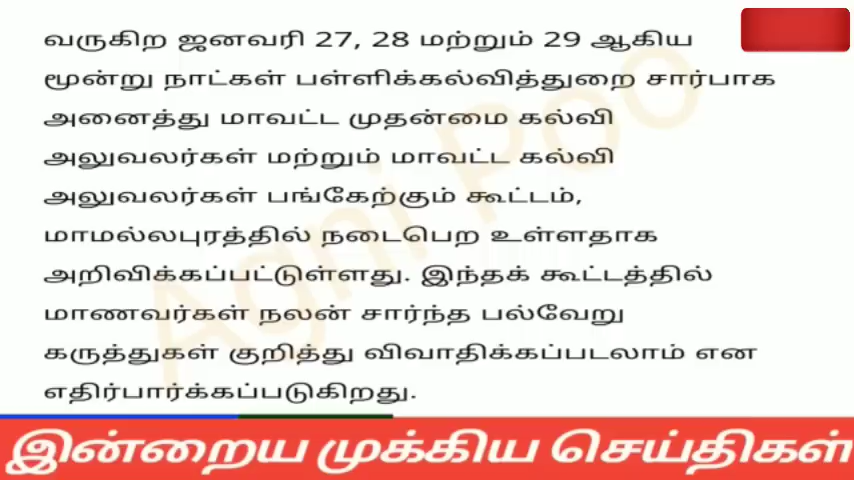 வருகிற ஜனவரி 27, 28 மற்றும் 29 ஆகிய
மூன்று நாட்கள் பள்ளிக்கல்வித்துறை சார்பாக
அனைத்து மாவட்ட முதன்மை கல்வி
அலுவலர்கள் மற்றும் மாவட்ட கல்வி
அலுவலர்கள் பங்கேற்கும் கூட்டம்,
மாமல்லபுரத்தில் நடைபெற உள்ளதாக
அறிவிக்கப்பட்டுள்ளது. இந்தக் கூட்டத்தில்
மாணவர்கள் நலன் சார்ந்த பல்வேறு
கருத்துகள் குறித்து விவாதிக்கப்படலாம் என
எதிர்பார்க்கப்படுகிறது.
Agni Poo
இன்றைய முக்கிய செய்திகள்